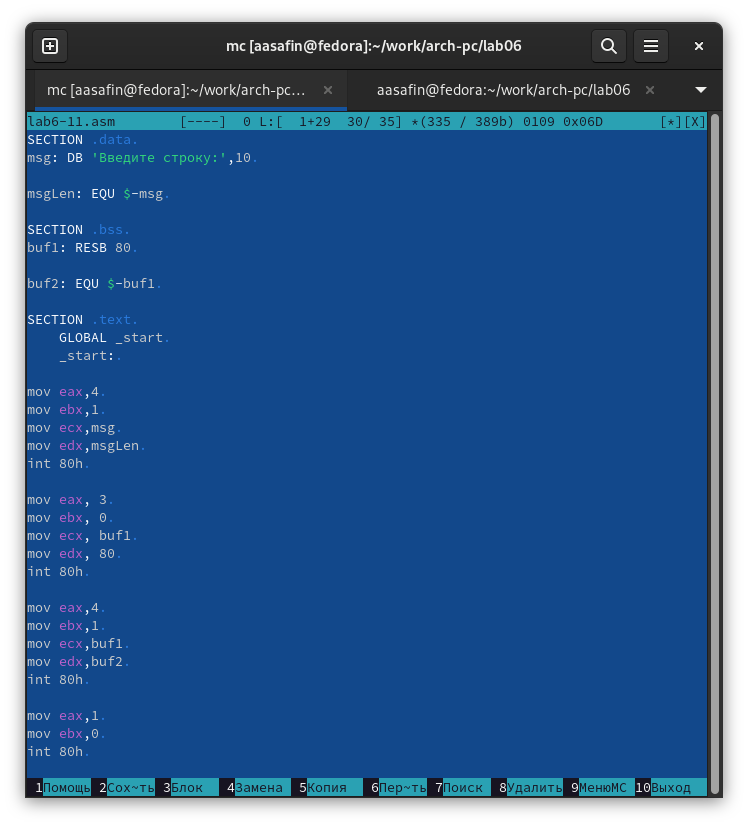 mc [aasafin@fedora]:~/work/arch-pc/lab06
mc [aasafin@fedora]:~/work/arch-pc...
aasafin@fedora:~/work/arch-pc/lab06
lab6-11.asm [----] 0 L:[ 1+29 30/ 35] *(335 / 389b) 0109 0x06D [*][X]
SECTION .data.
msg: DB 'Введите строку:',10.
msgLen: EQU $-msg.
SECTION .bss.
buf1: RESB 80.
buf2: EQU $-buf1.
SECTION .text.
GLOBAL _start.
_start:.
mov eax,4.
mov ebx,1.
mov ecx,msg.
mov edx,msgLen.
int 80h.
mov eax, 3.
mov ebx, 0.
mov ecx, buf1.
mov edx, 80.
int 80h.
mov eax,4.
mov ebx,1.
mov ecx,buf1.
mov edx,buf2.
int 80h.
mov eax,1.
mov ebx,0.
int 80h.
1Помощь 2Сох~ть 3Блок 4Замена 5Копия 6Пер~ть 7Поиск 8Удалить 9МенюMC 10Выход